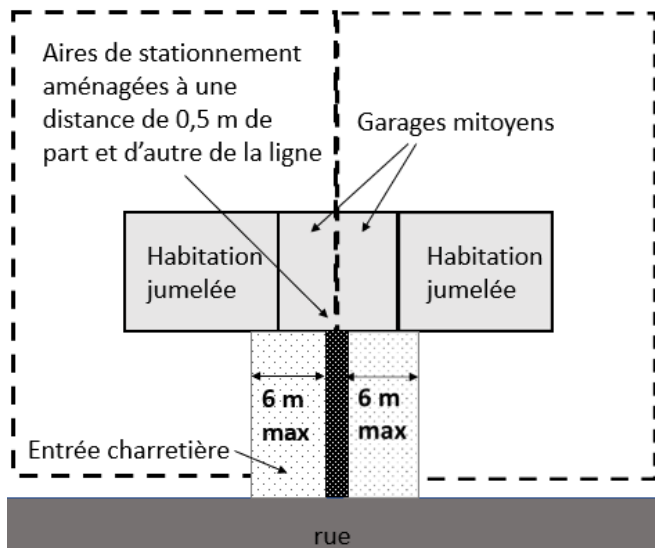 Aires de stationnement
aménagées à une
distance de 0,5 m de
part et d'autre de la ligne
Garages mitoyens
Habitation
jumelée
Habitation
jumelée
6 m
max
6 m
max
Entrée charretière
rue